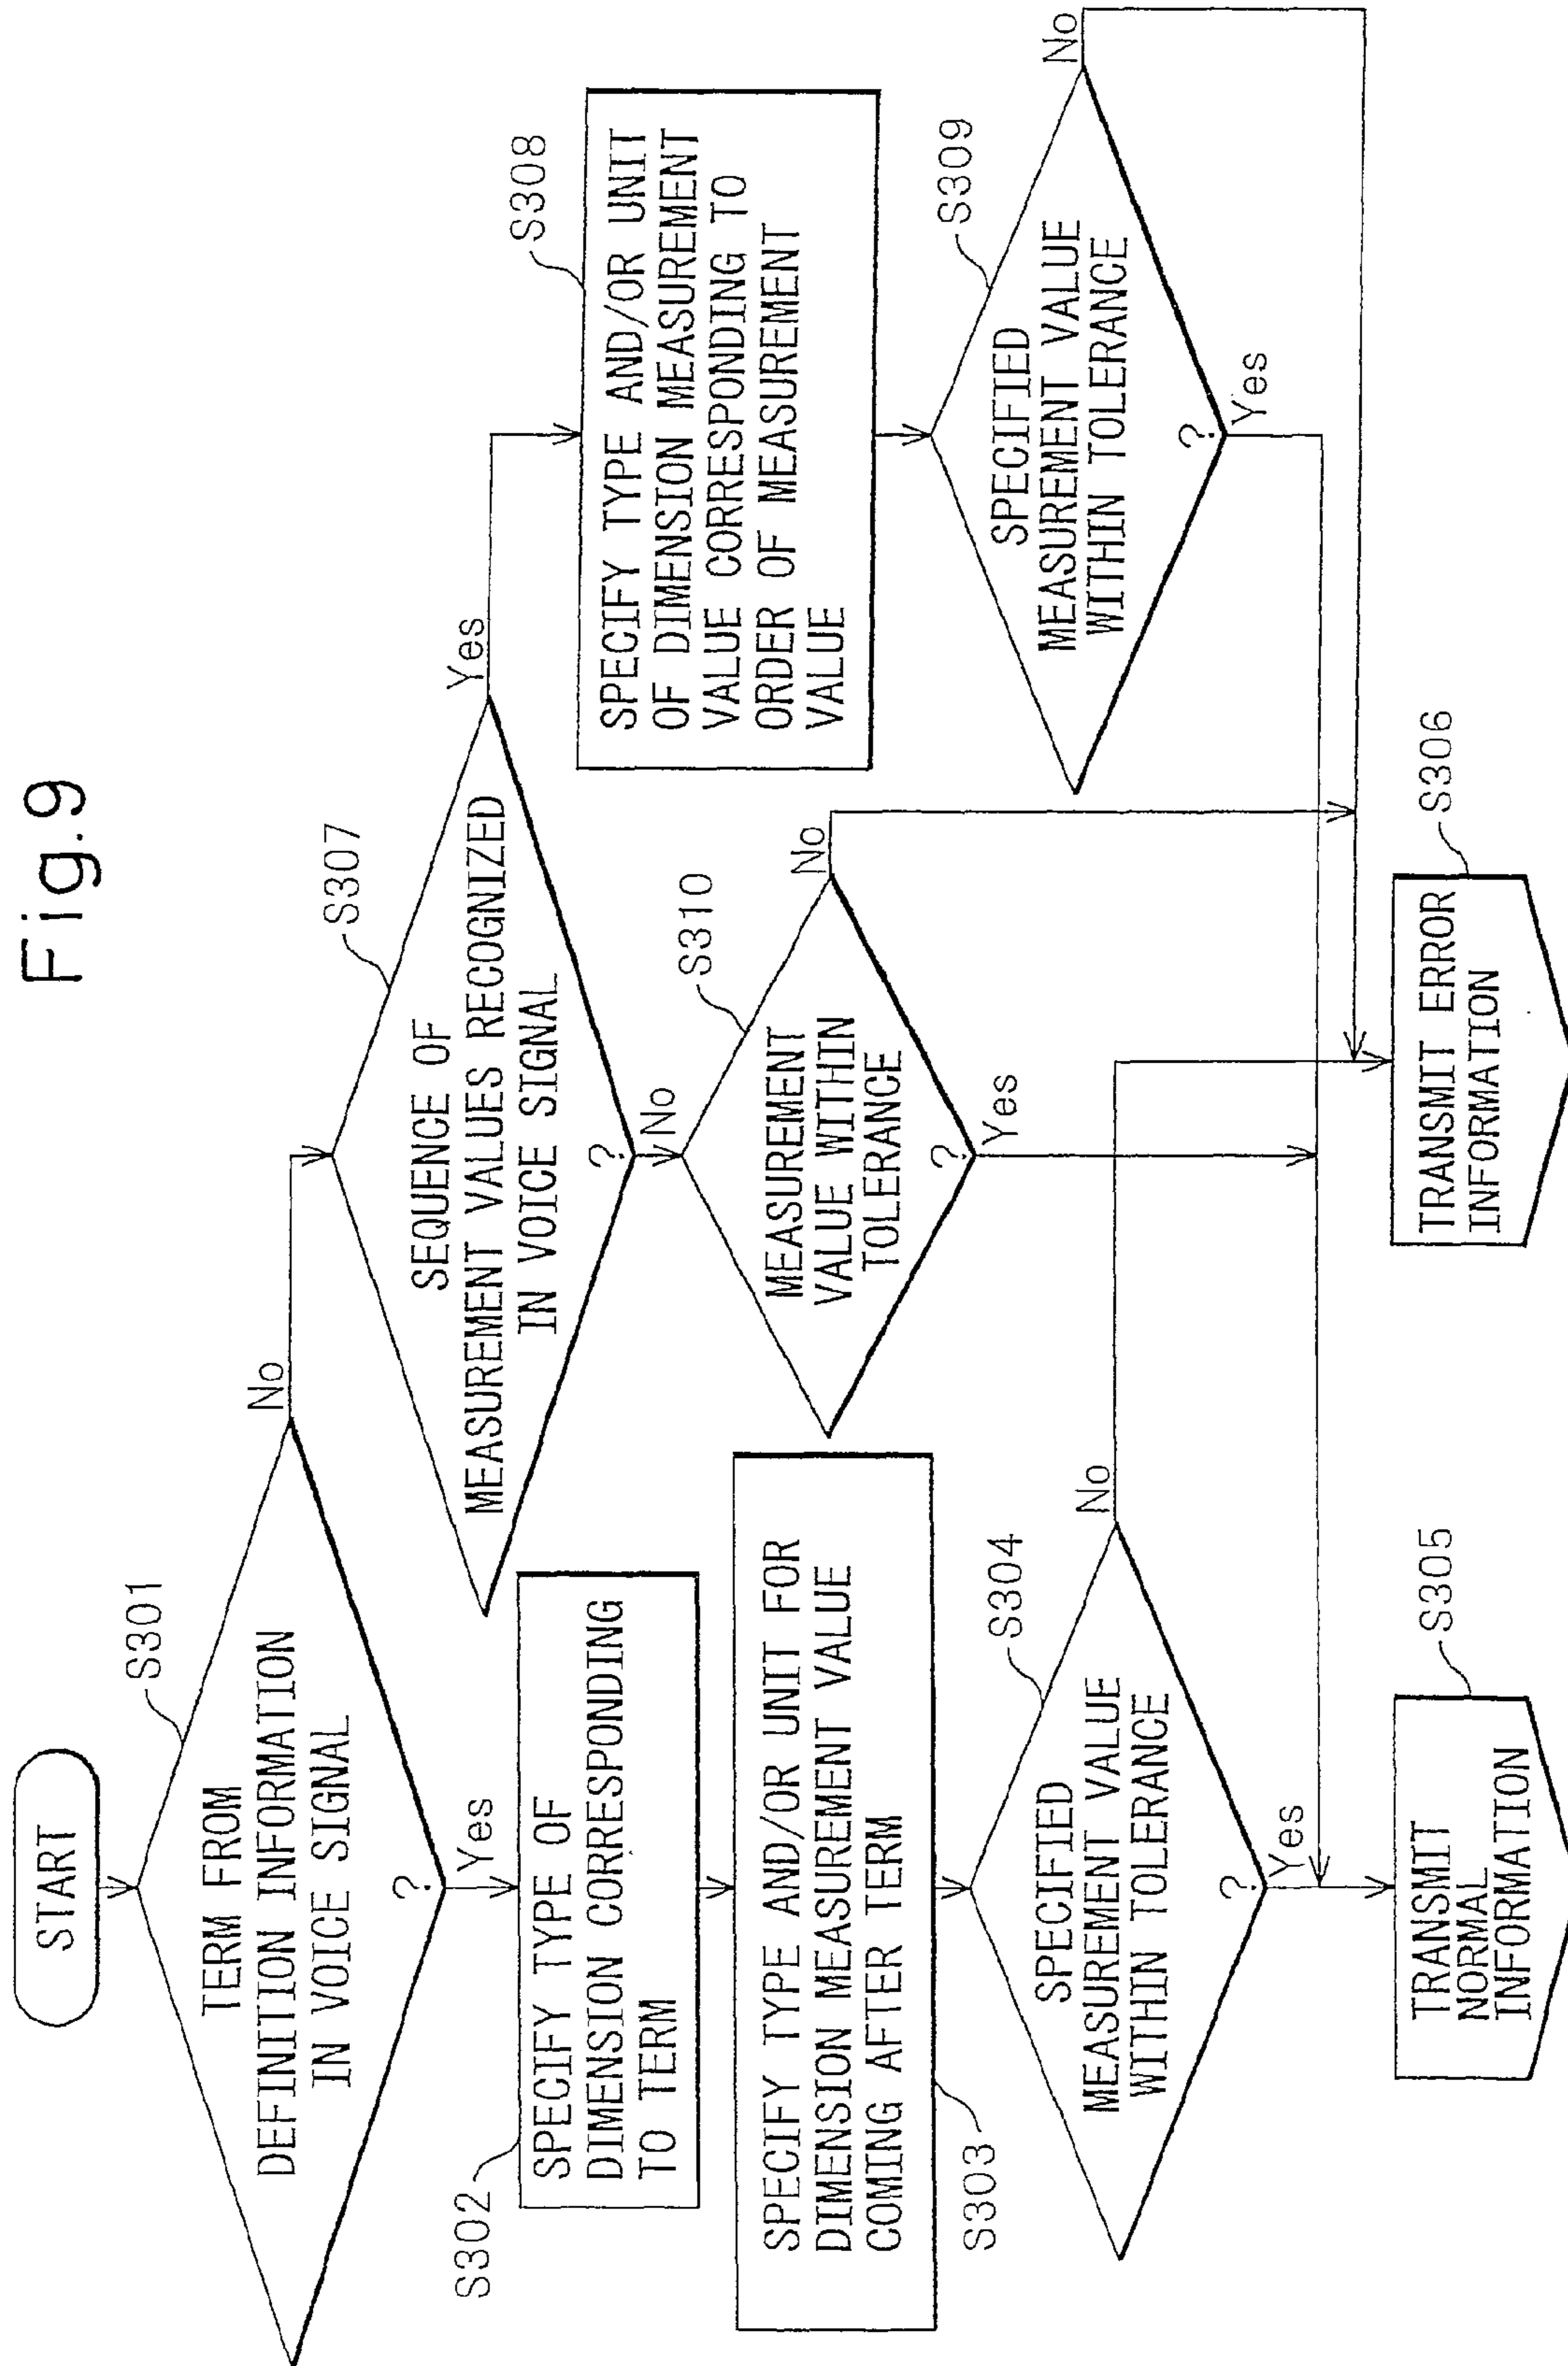 Fig.9
START
S301
TERM FROM
DEFINITION INFORMATION
IN VOICE SIGNAL
?
No
Yes
S302
SPECIFY TYPE OF
DIMENSION CORRESPONDING
TO TERM
SPECIFY TYPE AND/OR UNIT FOR
DIMENSION MEASUREMENT VALUE
COMING AFTER TERM
S303
S304
SPECIFIED
MEASUREMENT VALUE
WITHIN TOLERANCE
?
No
Yes
S305
TRANSMIT
NORMAL
INFORMATION
S307
SEQUENCE OF
MEASUREMENT VALUES RECOGNIZED
IN VOICE SIGNAL
?
Yes
No
S310
MEASUREMENT
VALUE WITHIN
TOLERANCE
?
No
Yes
S308
SPECIFY TYPE AND/OR UNIT
OF DIMENSION MEASUREMENT
VALUE CORRESPONDING TO
ORDER OF MEASUREMENT
VALUE
S309
SPECIFIED
MEASUREMENT VALUE
WITHIN TOLERANCE
?
No
Yes
S306
TRANSMIT ERROR
INFORMATION